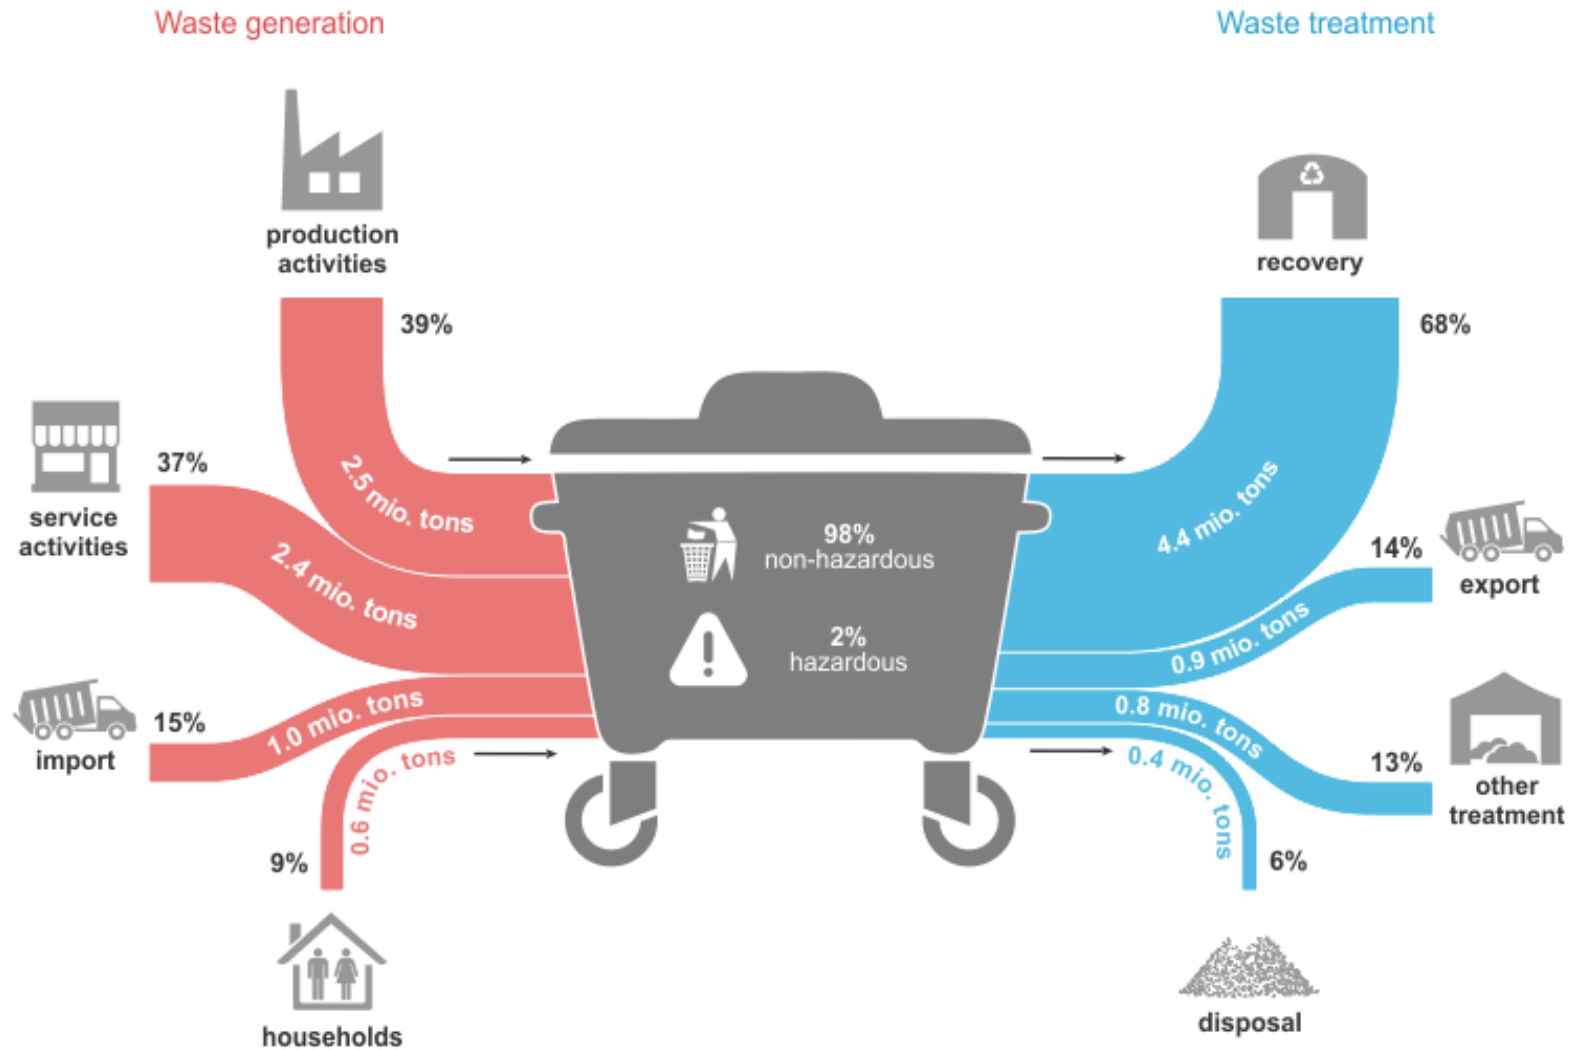 Waste generation
Waste treatment
production
activities
39%
2.5 mio. tons
37%
service
activities
2.4 mio. tons
15%
import
1.0 mio. tons
9%
0.6 mio. tons
households
98%
non-hazardous
2%
hazardous
recovery
68%
4.4 mio. tons
14%
export
0.9 mio. tons
0.8 mio. tons
13%
other
treatment
0.4 mio. tons
6%
disposal